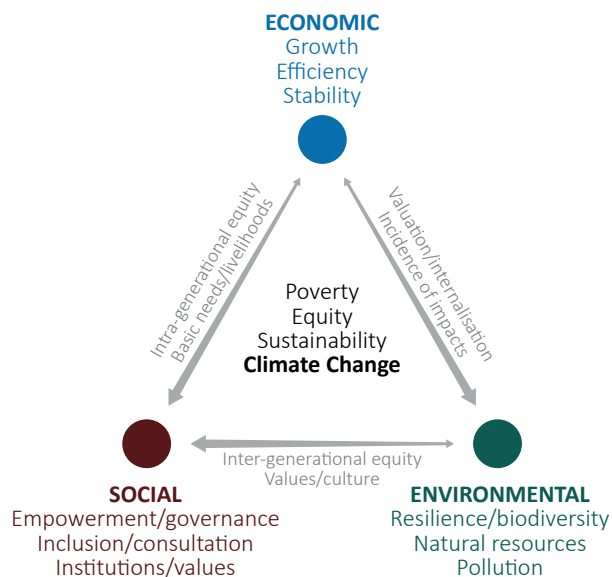 ECONOMIC
Growth
Efficiency
Stability
Intra-generational equity
Basic needs/livelihoods
Valuation/internalisation
Incidence of impacts
Poverty
Equity
Sustainability
Climate Change
Inter-generational equity
Values/culture
SOCIAL
Empowerment/governance
Inclusion/consultation
Institutions/values
ENVIRONMENTAL
Resilience/biodiversity
Natural resources
Pollution